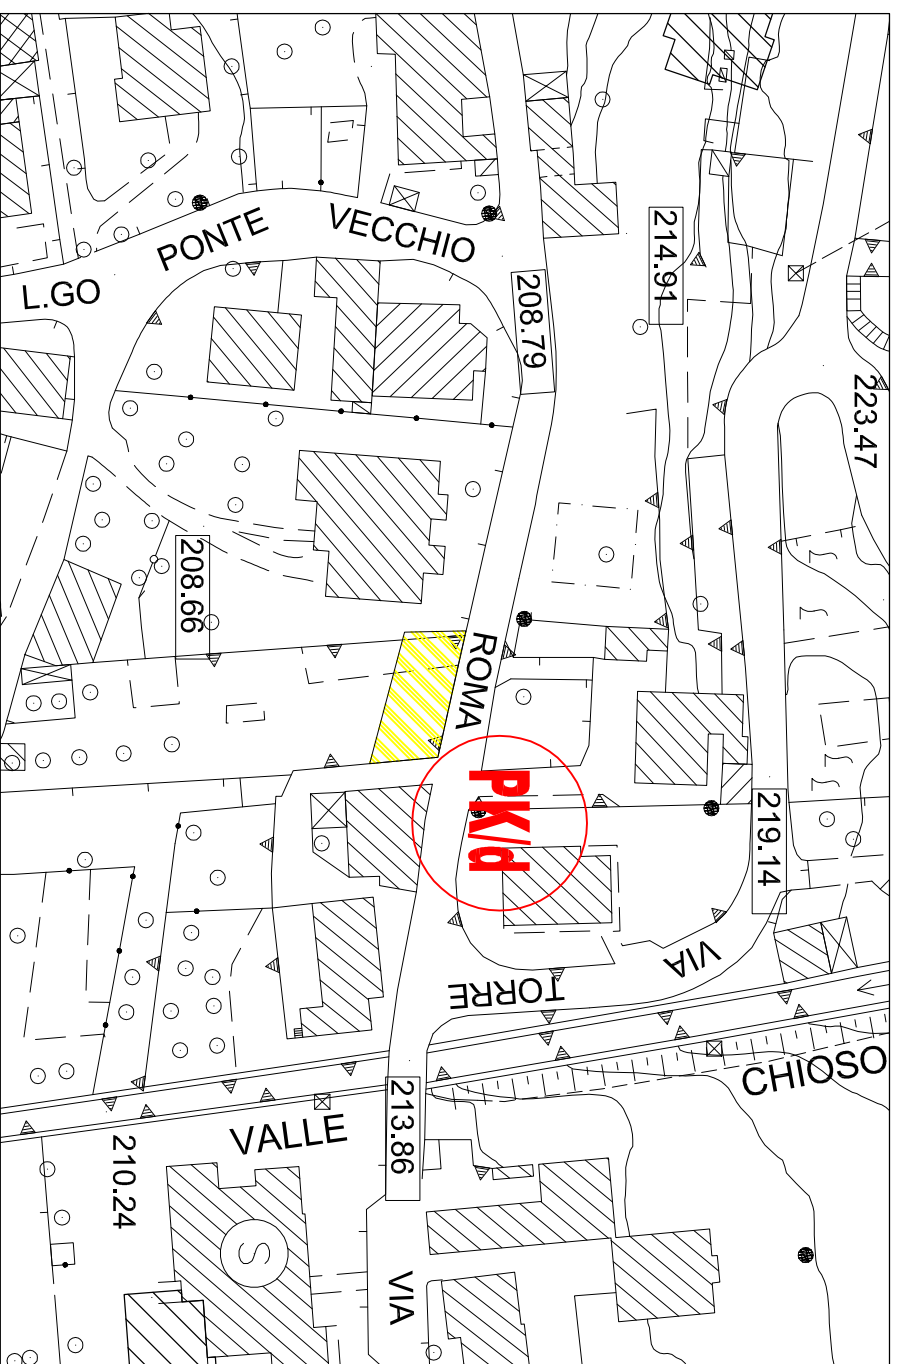 L.GO
PONTE
VECCHIO
208.79
214.91
223.47
208.66
ROMA
PK/d
219.14
VIA
TORRE
CHIOSO
VALLE
213.86
210.24
S
VIA